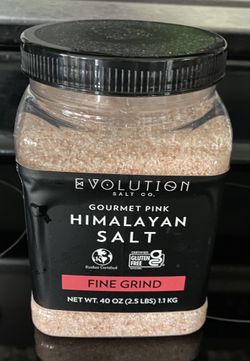 EVOLUTION
SALT CO.
GOURMET PINK
HIMALAYAN
SALT
K
Kosher Certified
CERTIFIED
GLUTEN
FREE
FINE GRIND
NET WT. 40 OZ (2.5 LBS) 1.1 KG